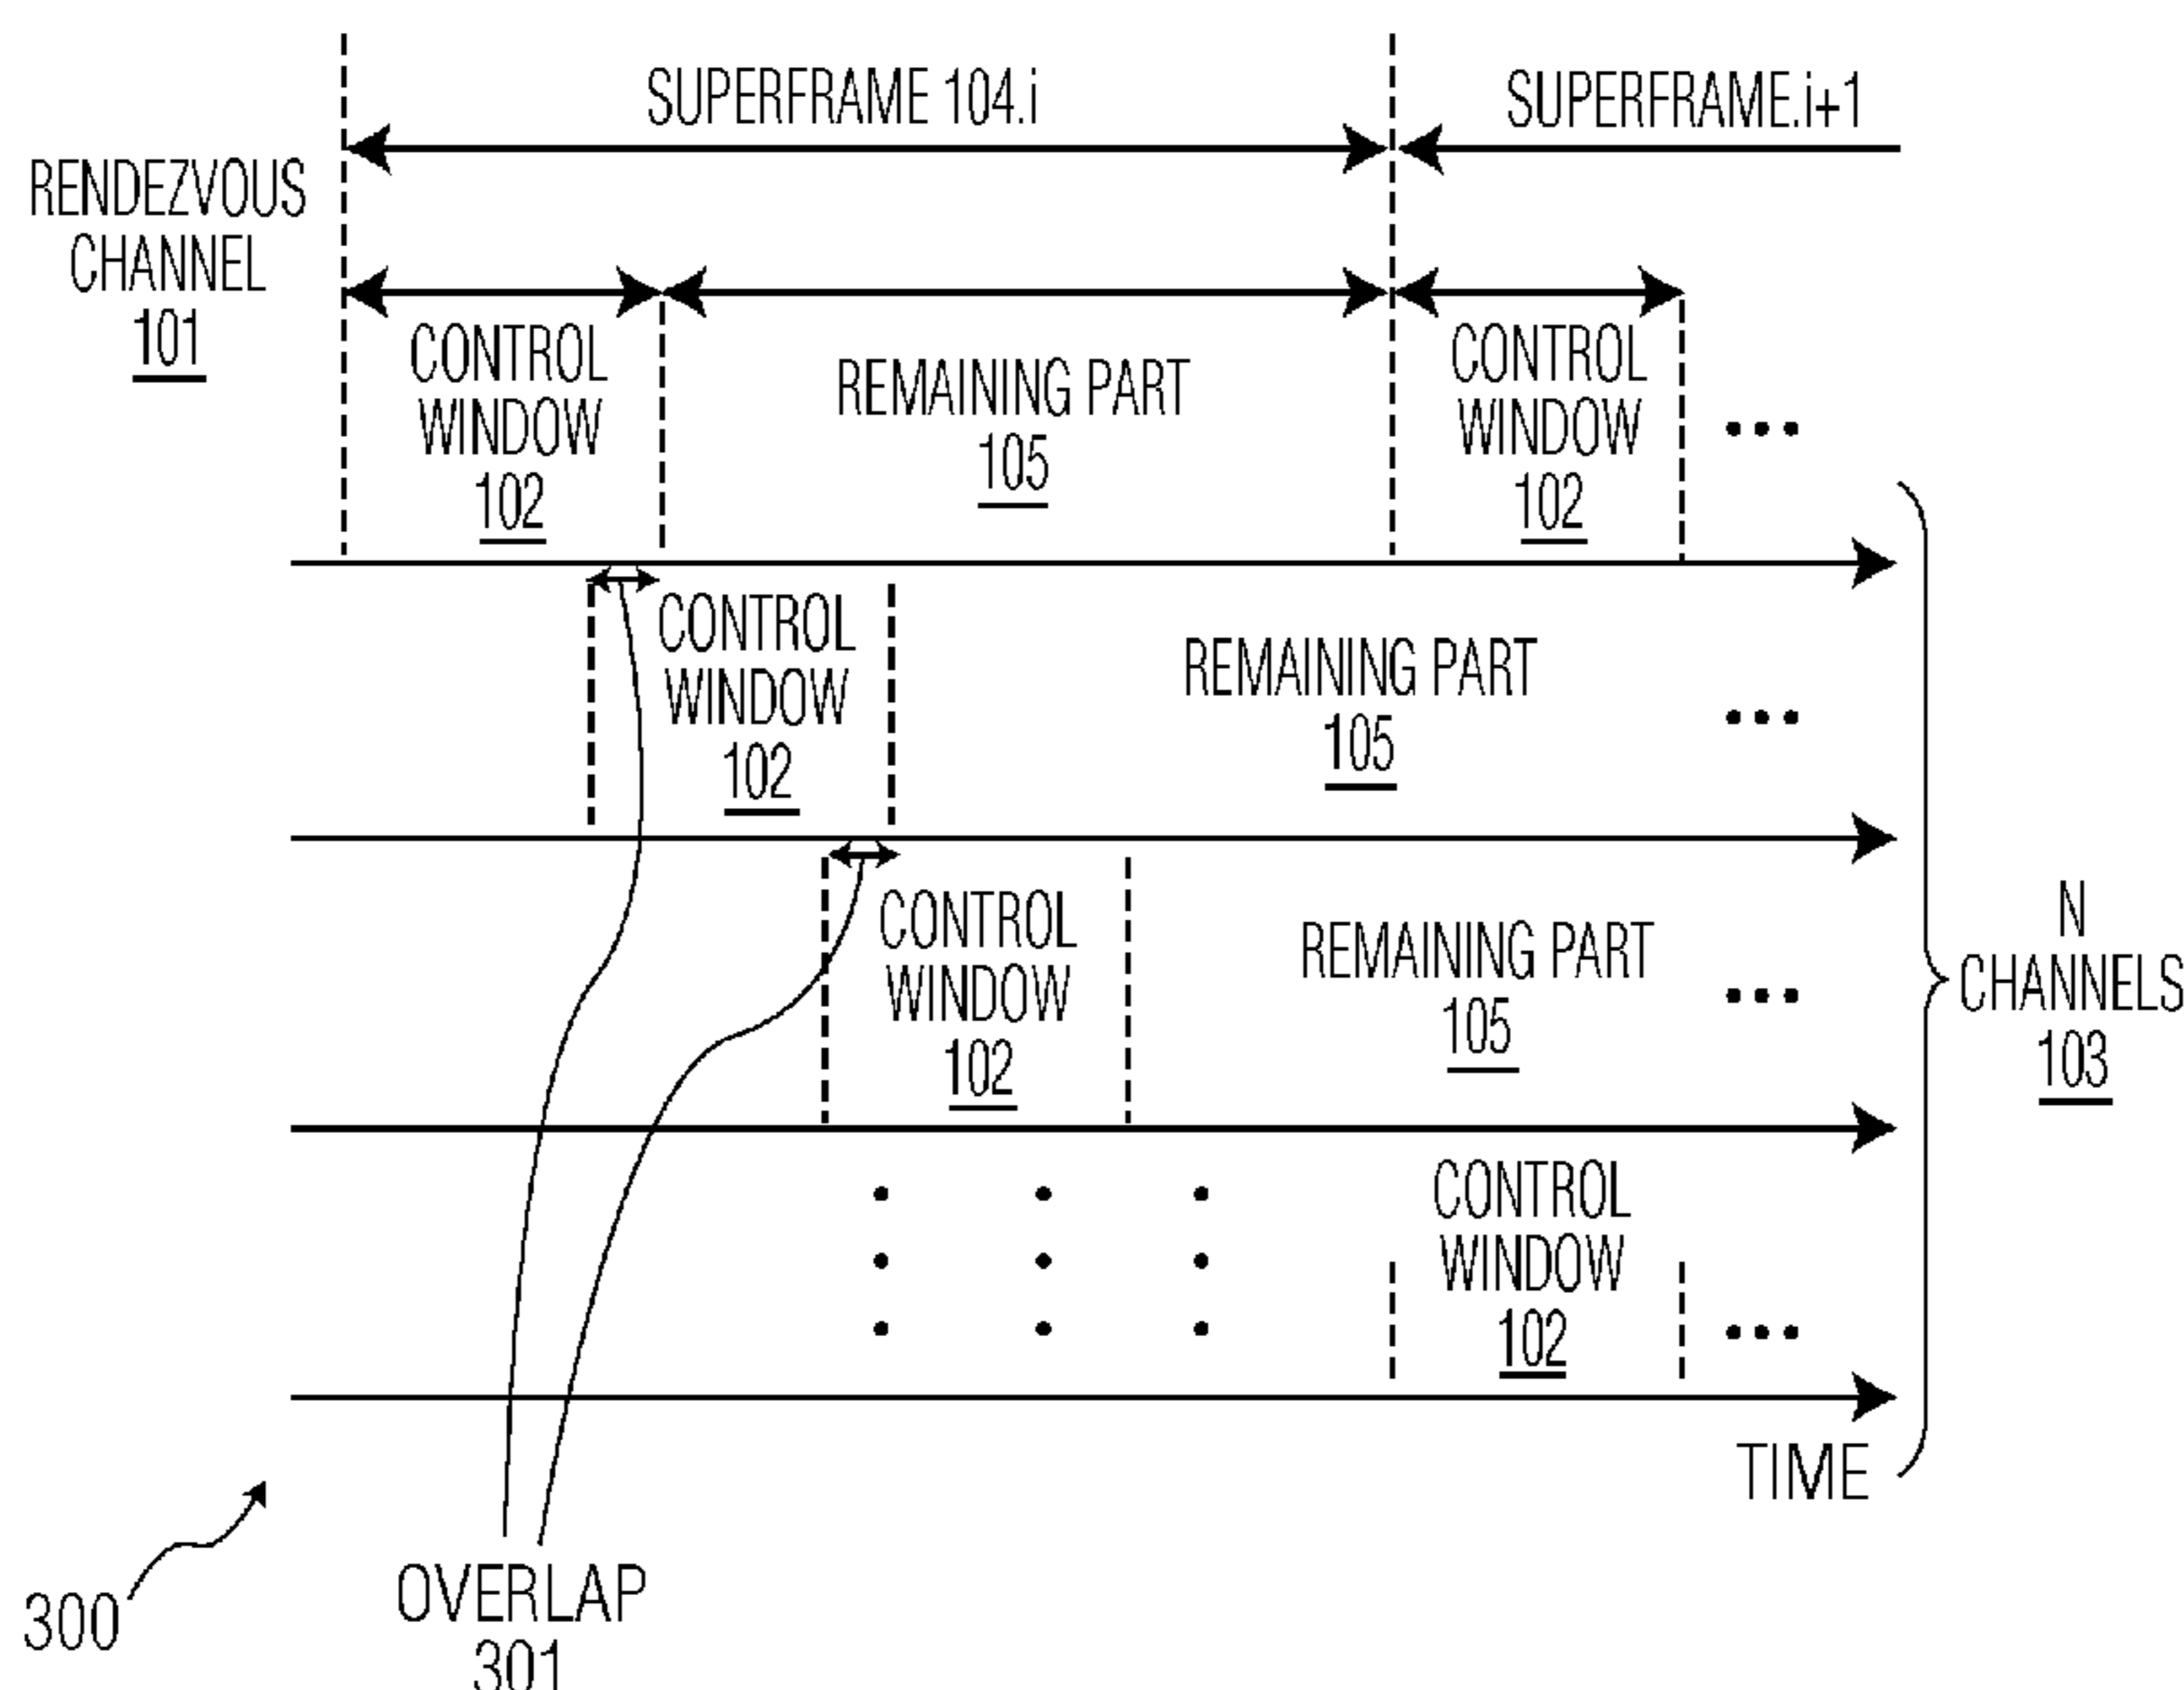 SUPERFRAME 104.i
SUPERFRAME.i+1
RENDEZVOUS
CHANNEL
101
CONTROL
WINDOW
102
REMAINING PART
105
CONTROL
WINDOW
102
CONTROL
WINDOW
102
REMAINING PART
105
CONTROL
WINDOW
102
REMAINING PART
105
N
CHANNELS
103
CONTROL
WINDOW
102
TIME
300
OVERLAP
301